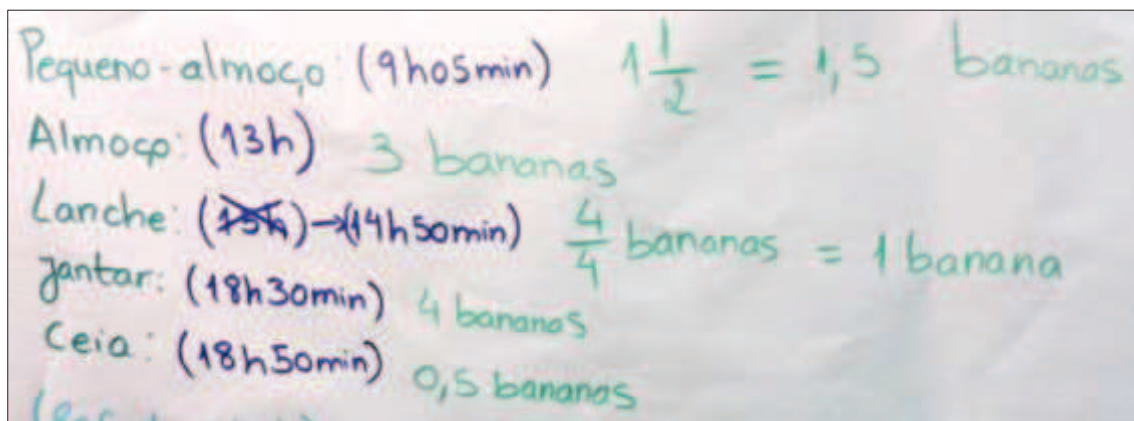 Pequeno-almoço (9h05min) 1 1/2 = 1,5 bananas
Almoço: (13h) 3 bananas
Lanche: (15h)→(14h50min) 4/4 bananas = 1 banana
Jantar: (18h30min) 4 bananas
Ceia: (18h50min) 0,5 bananas